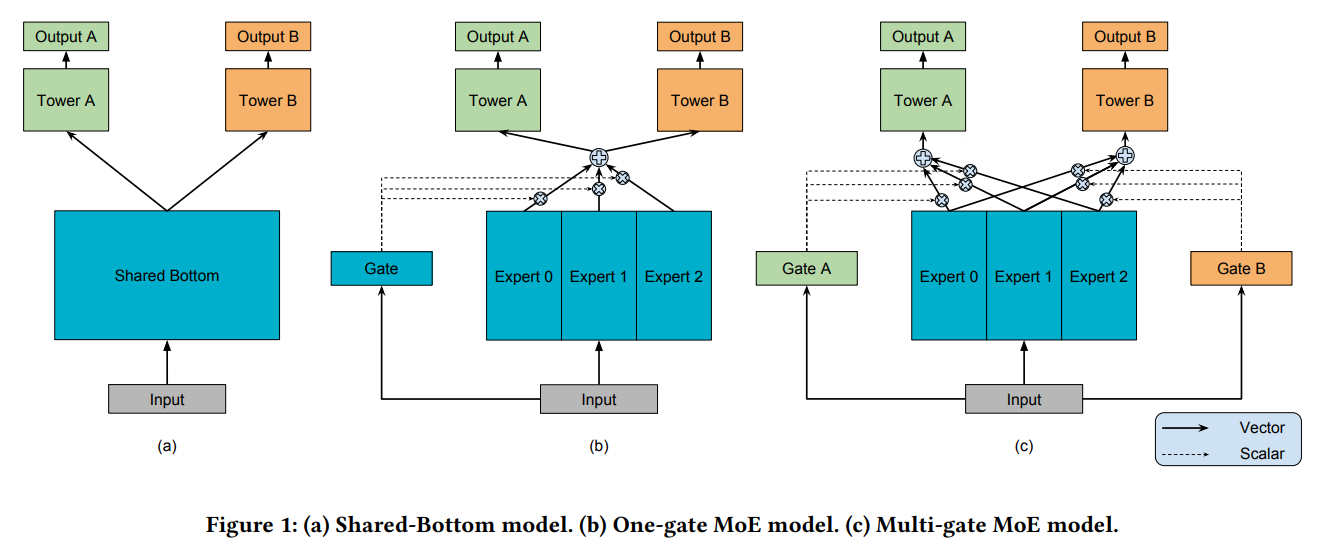 Output A
Output B
Tower A
Tower B
Shared Bottom
Input
(a)
Output A
Output B
Tower A
Tower B
Gate
Expert 0
Expert 1
Expert 2
Input
(b)
Output A
Output B
Tower A
Tower B
Gate A
Expert 0
Expert 1
Expert 2
Gate B
Input
(c)
Vector
Scalar
Figure 1: (a) Shared-Bottom model. (b) One-gate MoE model. (c) Multi-gate MoE model.